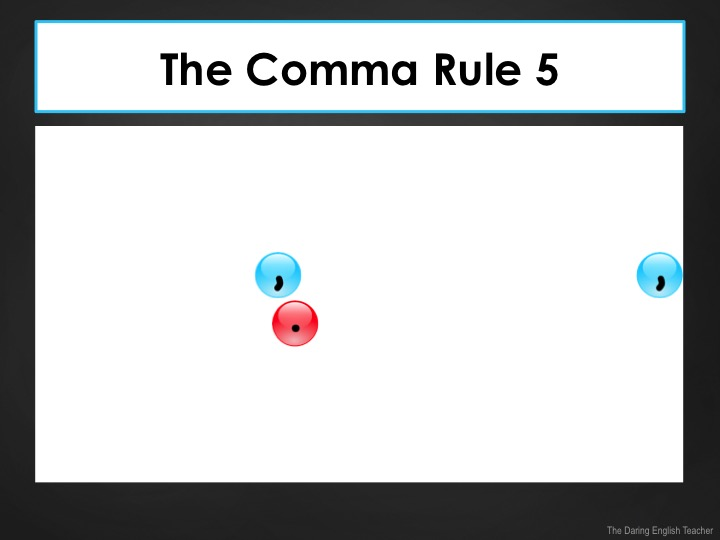 The Comma Rule 5
, ,
.
The Daring English Teacher